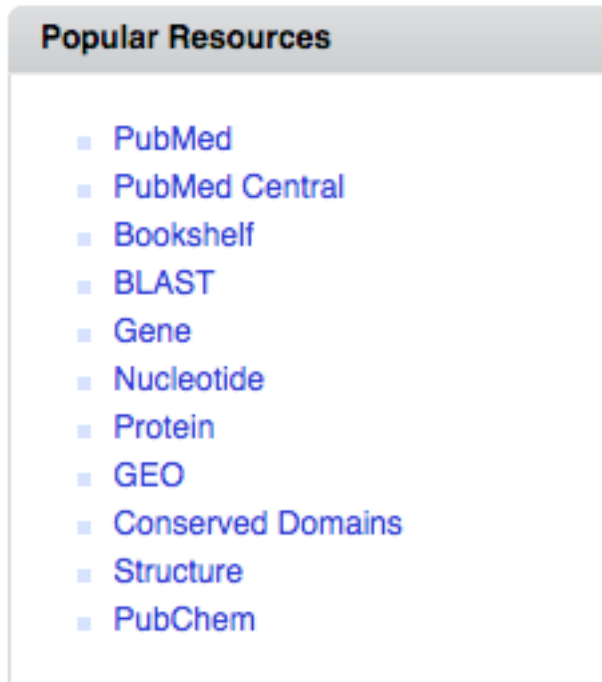 Popular Resources
PubMed
PubMed Central
Bookshelf
BLAST
Gene
Nucleotide
Protein
GEO
Conserved Domains
Structure
PubChem